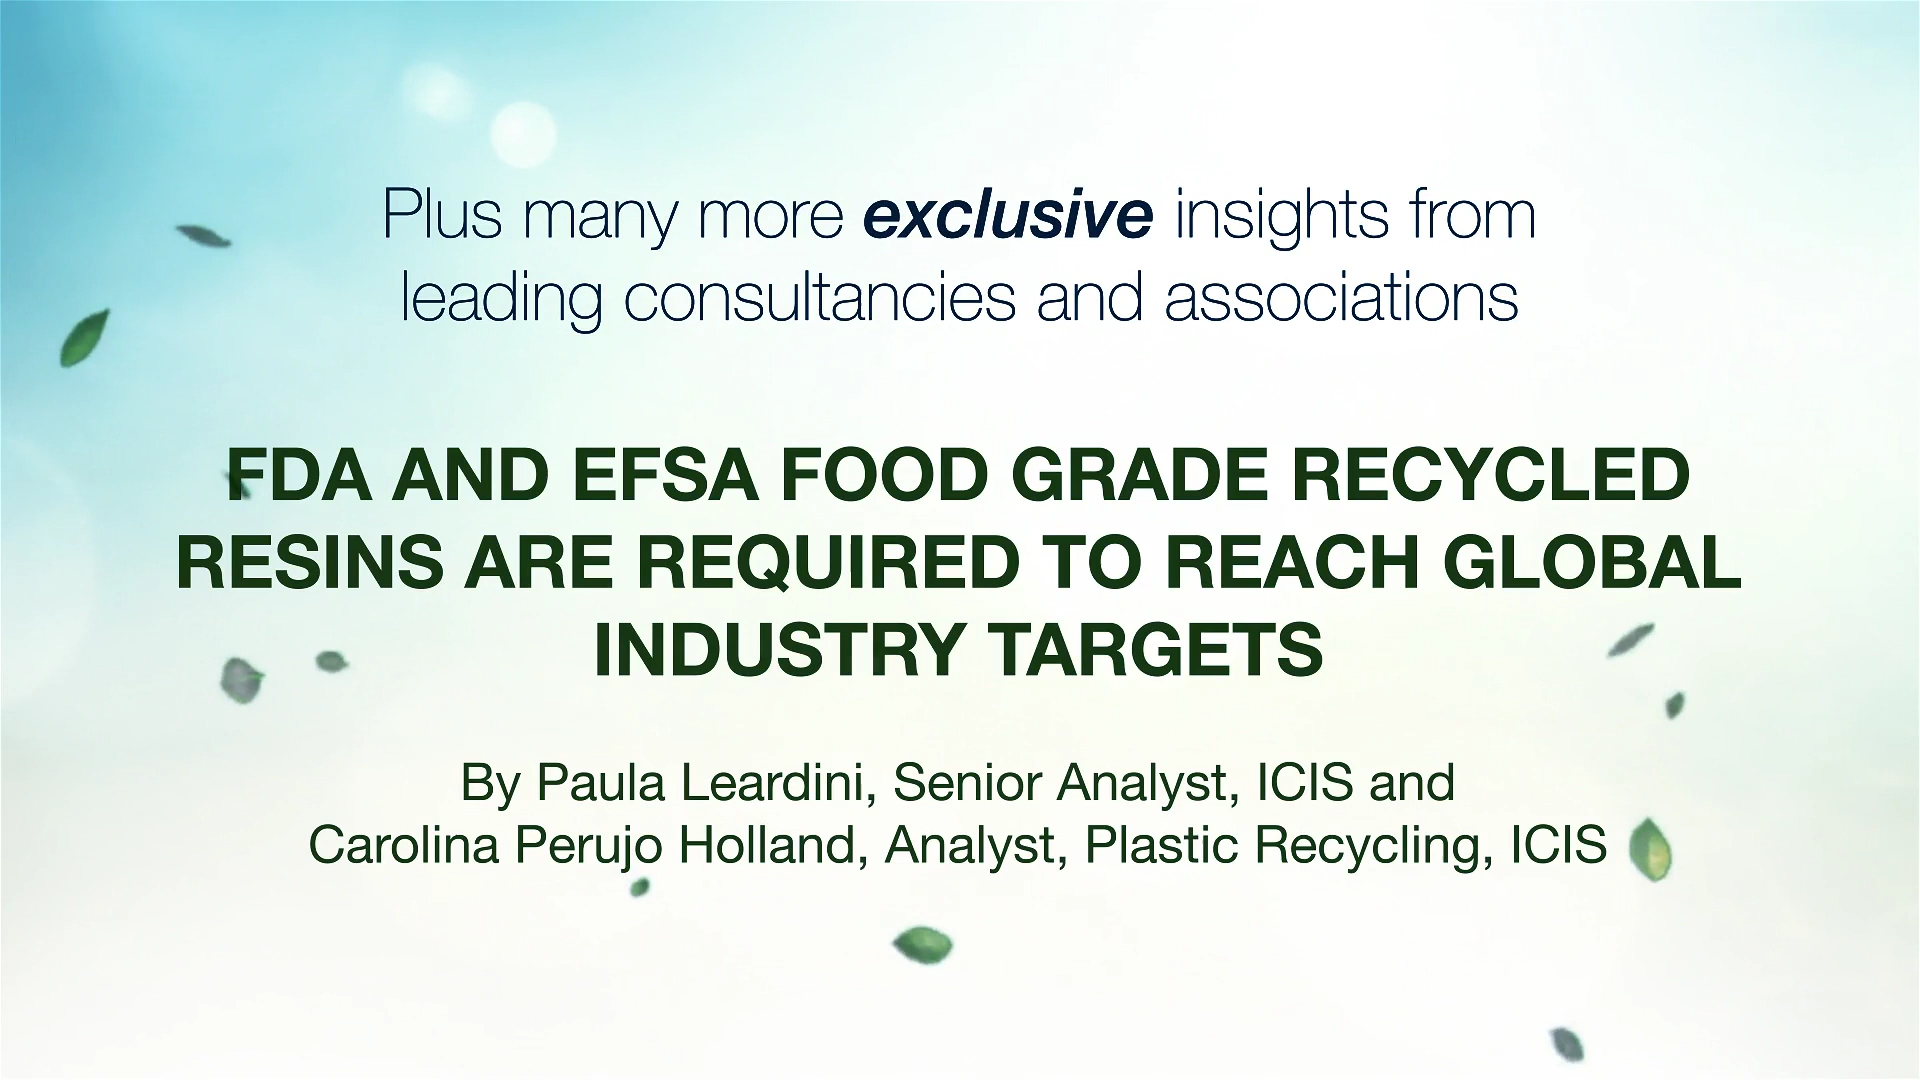 Plus many more exclusive insights from
leading consultancies and associations
FDA AND EFSA FOOD GRADE RECYCLED
RESINS ARE REQUIRED TO REACH GLOBAL
INDUSTRY TARGETS
By Paula Leardini, Senior Analyst, ICIS and
Carolina Perujo Holland, Analyst, Plastic Recycling, ICIS